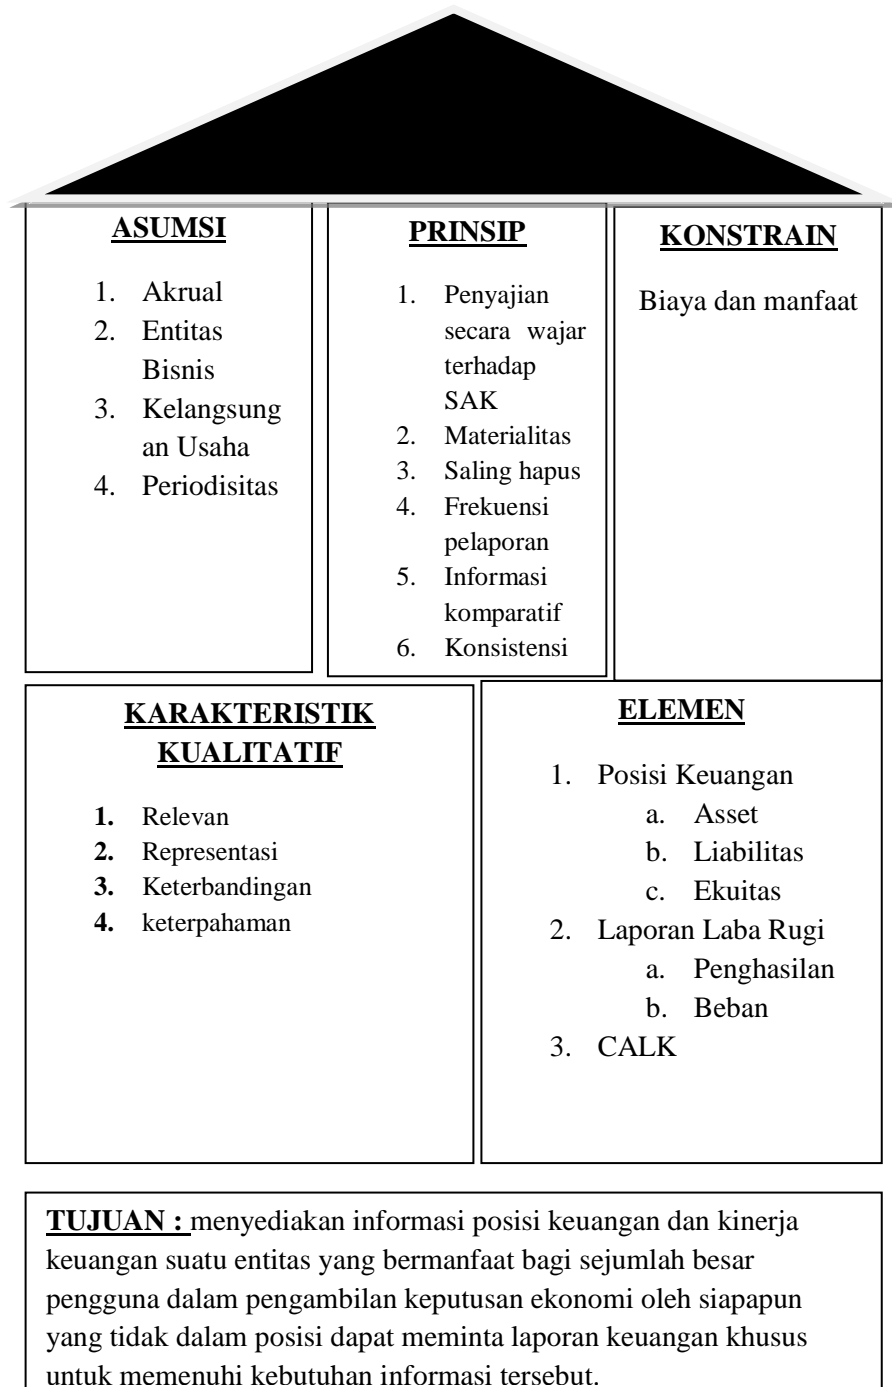 ASUMSI
1. Akrual
2. Entitas
Bisnis
3. Kelangsung
an Usaha
4. Periodisitas
PRINSIP
1. Penyajian
secara wajar
terhadap
SAK
2. Materialitas
3. Saling hapus
4. Frekuensi
pelaporan
5. Informasi
komparatif
6. Konsistensi
KONSTRAIN
Biaya dan manfaat
KARAKTERISTIK
KUALITATIF
1. Relevan
2. Representasi
3. Keterbandingan
4. keterpahaman
ELEMEN
1. Posisi Keuangan
a. Asset
b. Liabilitas
c. Ekuitas
2. Laporan Laba Rugi
a. Penghasilan
b. Beban
3. CALK
TUJUAN : menyediakan informasi posisi keuangan dan kinerja
keuangan suatu entitas yang bermanfaat bagi sejumlah besar
pengguna dalam pengambilan keputusan ekonomi oleh siapapun
yang tidak dalam posisi dapat meminta laporan keuangan khusus
untuk memenuhi kebutuhan informasi tersebut.